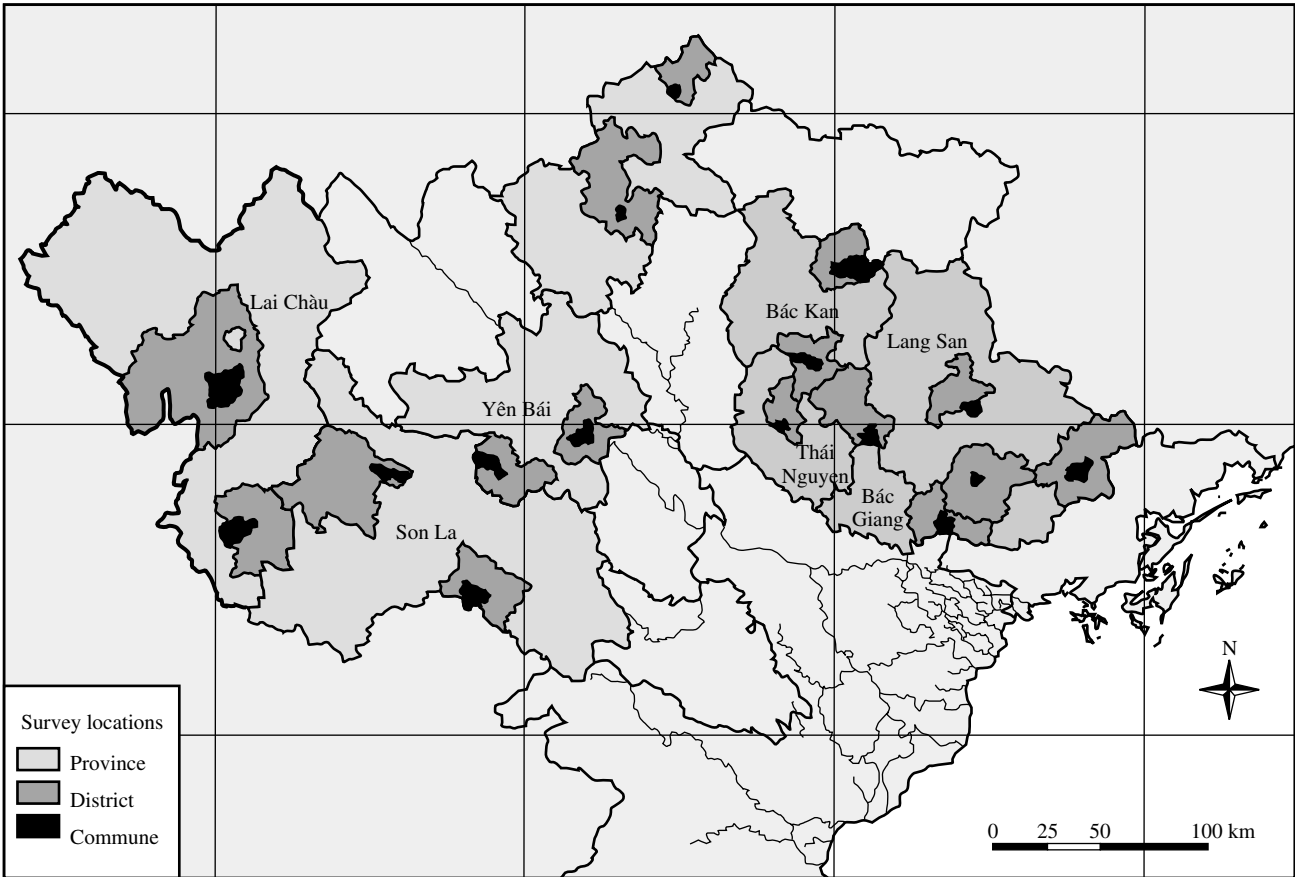 Lai Chàu
Bác Kan
Lang San
Yên Bái
Thái
Nguyen
Bác
Giang
Son La
N
Survey locations
Province
District
Commune
0 25 50 100 km